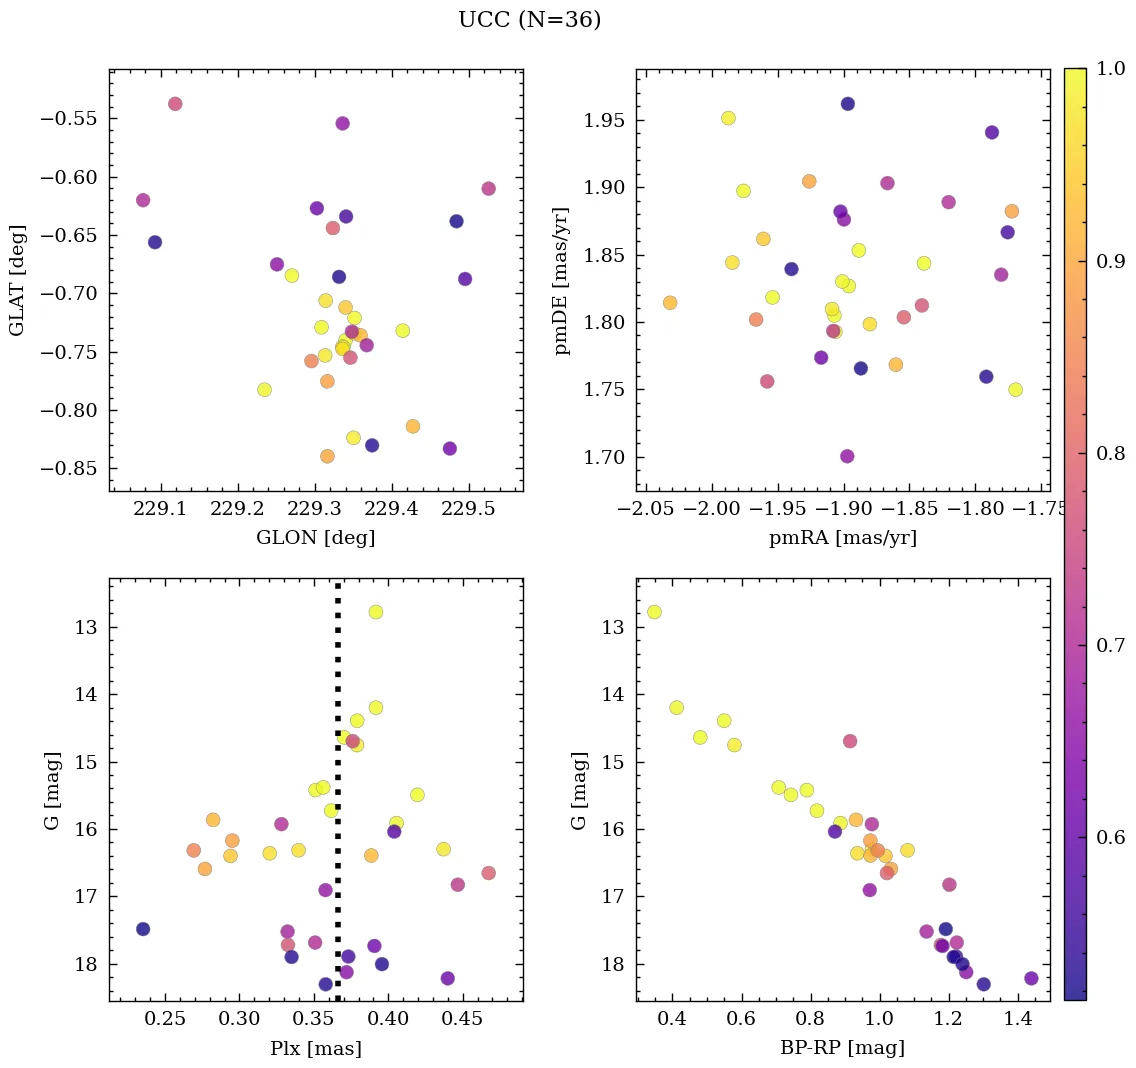 UCC (N=36)
−0.55
−0.60
−0.65
−0.70
−0.75
−0.80
−0.85
GLAT [deg]
229.1 229.2 229.3 229.4 229.5
GLON [deg]
1.95
1.90
1.85
1.80
1.75
1.70
pmDE [mas/yr]
−2.05 −2.00 −1.95 −1.90 −1.85 −1.80 −1.75
pmRA [mas/yr]
13
14
15
16
17
18
G [mag]
0.25 0.30 0.35 0.40 0.45
Plx [mas]
13
14
15
16
17
18
G [mag]
0.4 0.6 0.8 1.0 1.2 1.4
BP-RP [mag]
1.0
0.9
0.8
0.7
0.6